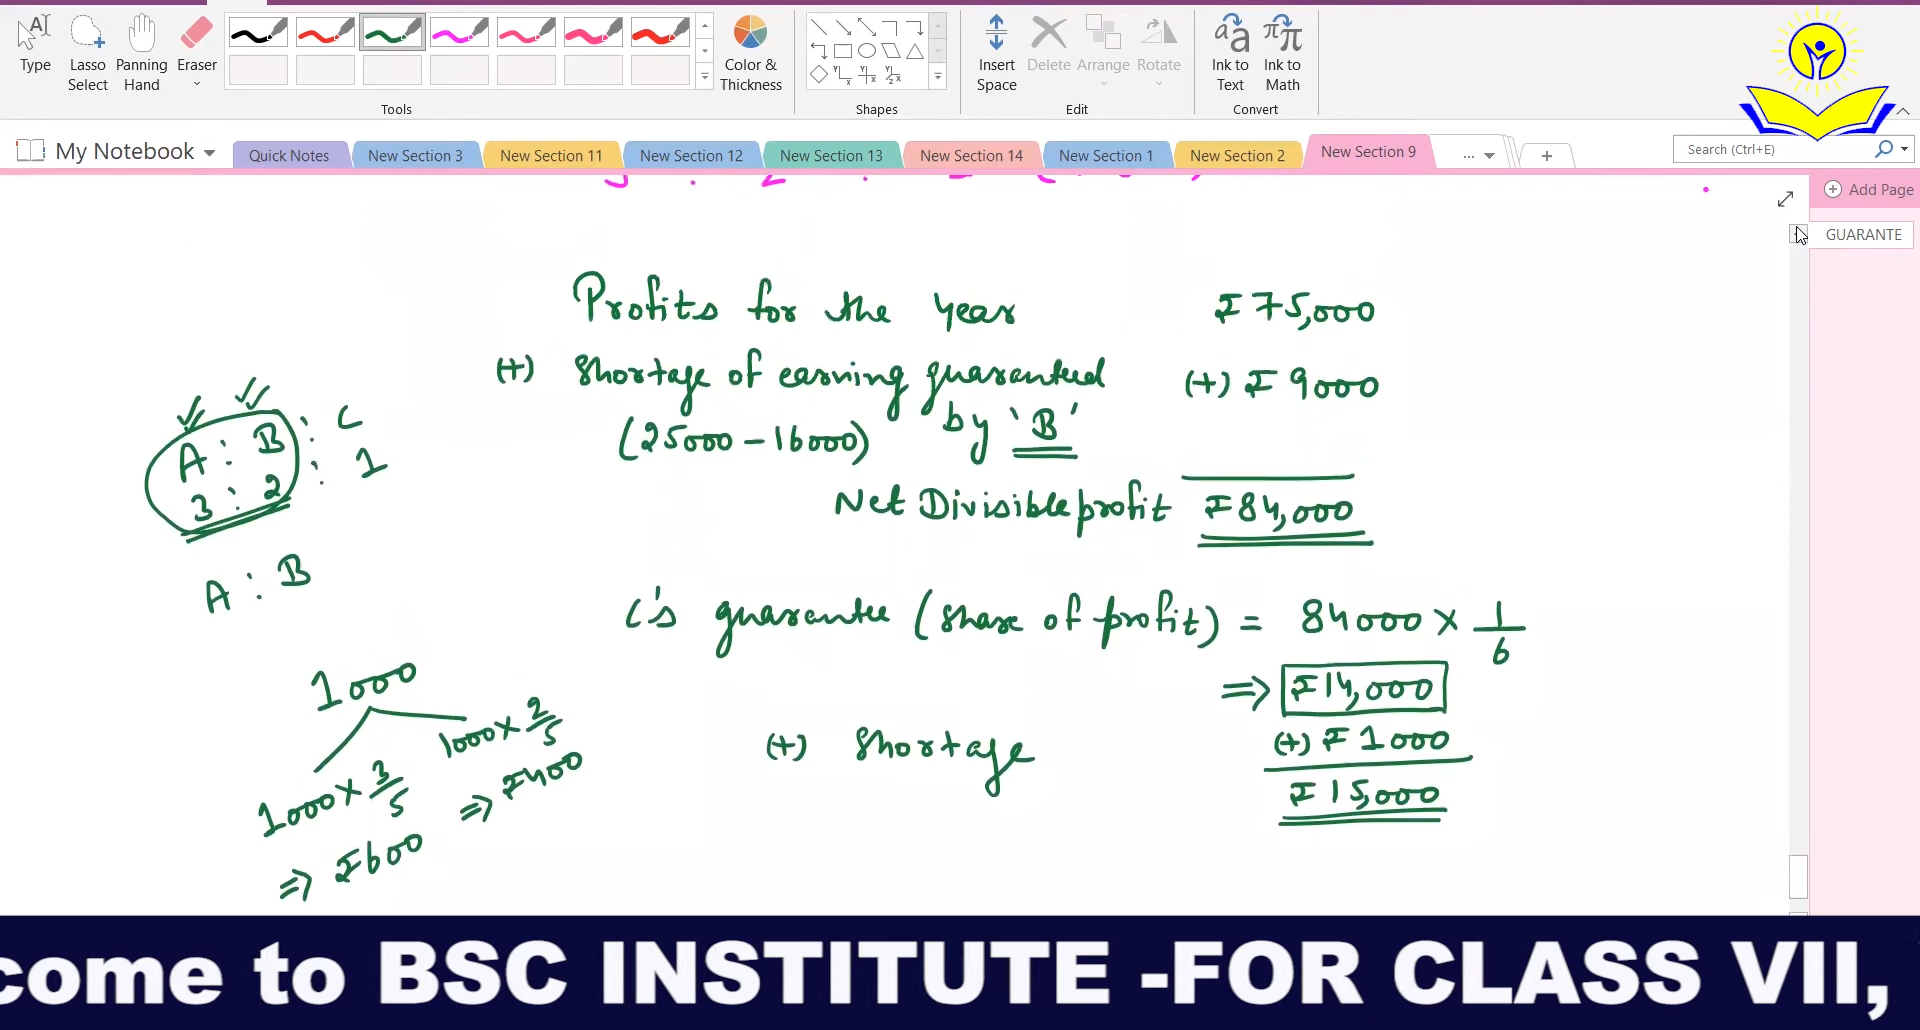 Type
Lasso Select
Panning Hand
Eraser
Color & Thickness
Insert Space
Delete
Arrange
Rotate
Ink to Text
Ink to Math
Tools
Shapes
Edit
Convert
My Notebook
Quick Notes
New Section 3
New Section 11
New Section 12
New Section 13
New Section 14
New Section 1
New Section 2
New Section 9
...
Search (Ctrl+E)
Add Page
GUARANTE
Profits for the year ₹75,000
(+) Shortage of earning guaranteed (+) ₹9000
(25000 - 16000) by 'B'
Net Divisible profit ₹84,000
A : B : C
3 : 2 : 1
A : B
C's guarantee (Share of profit) = 84000 × 1/6
⇒ ₹14,000
(+) Shortage (+) ₹1000
₹15,000
1000
1000 × 2/5
⇒ ₹400
1000 × 3/5
⇒ ₹600
come to BSC INSTITUTE -FOR CLASS VII,